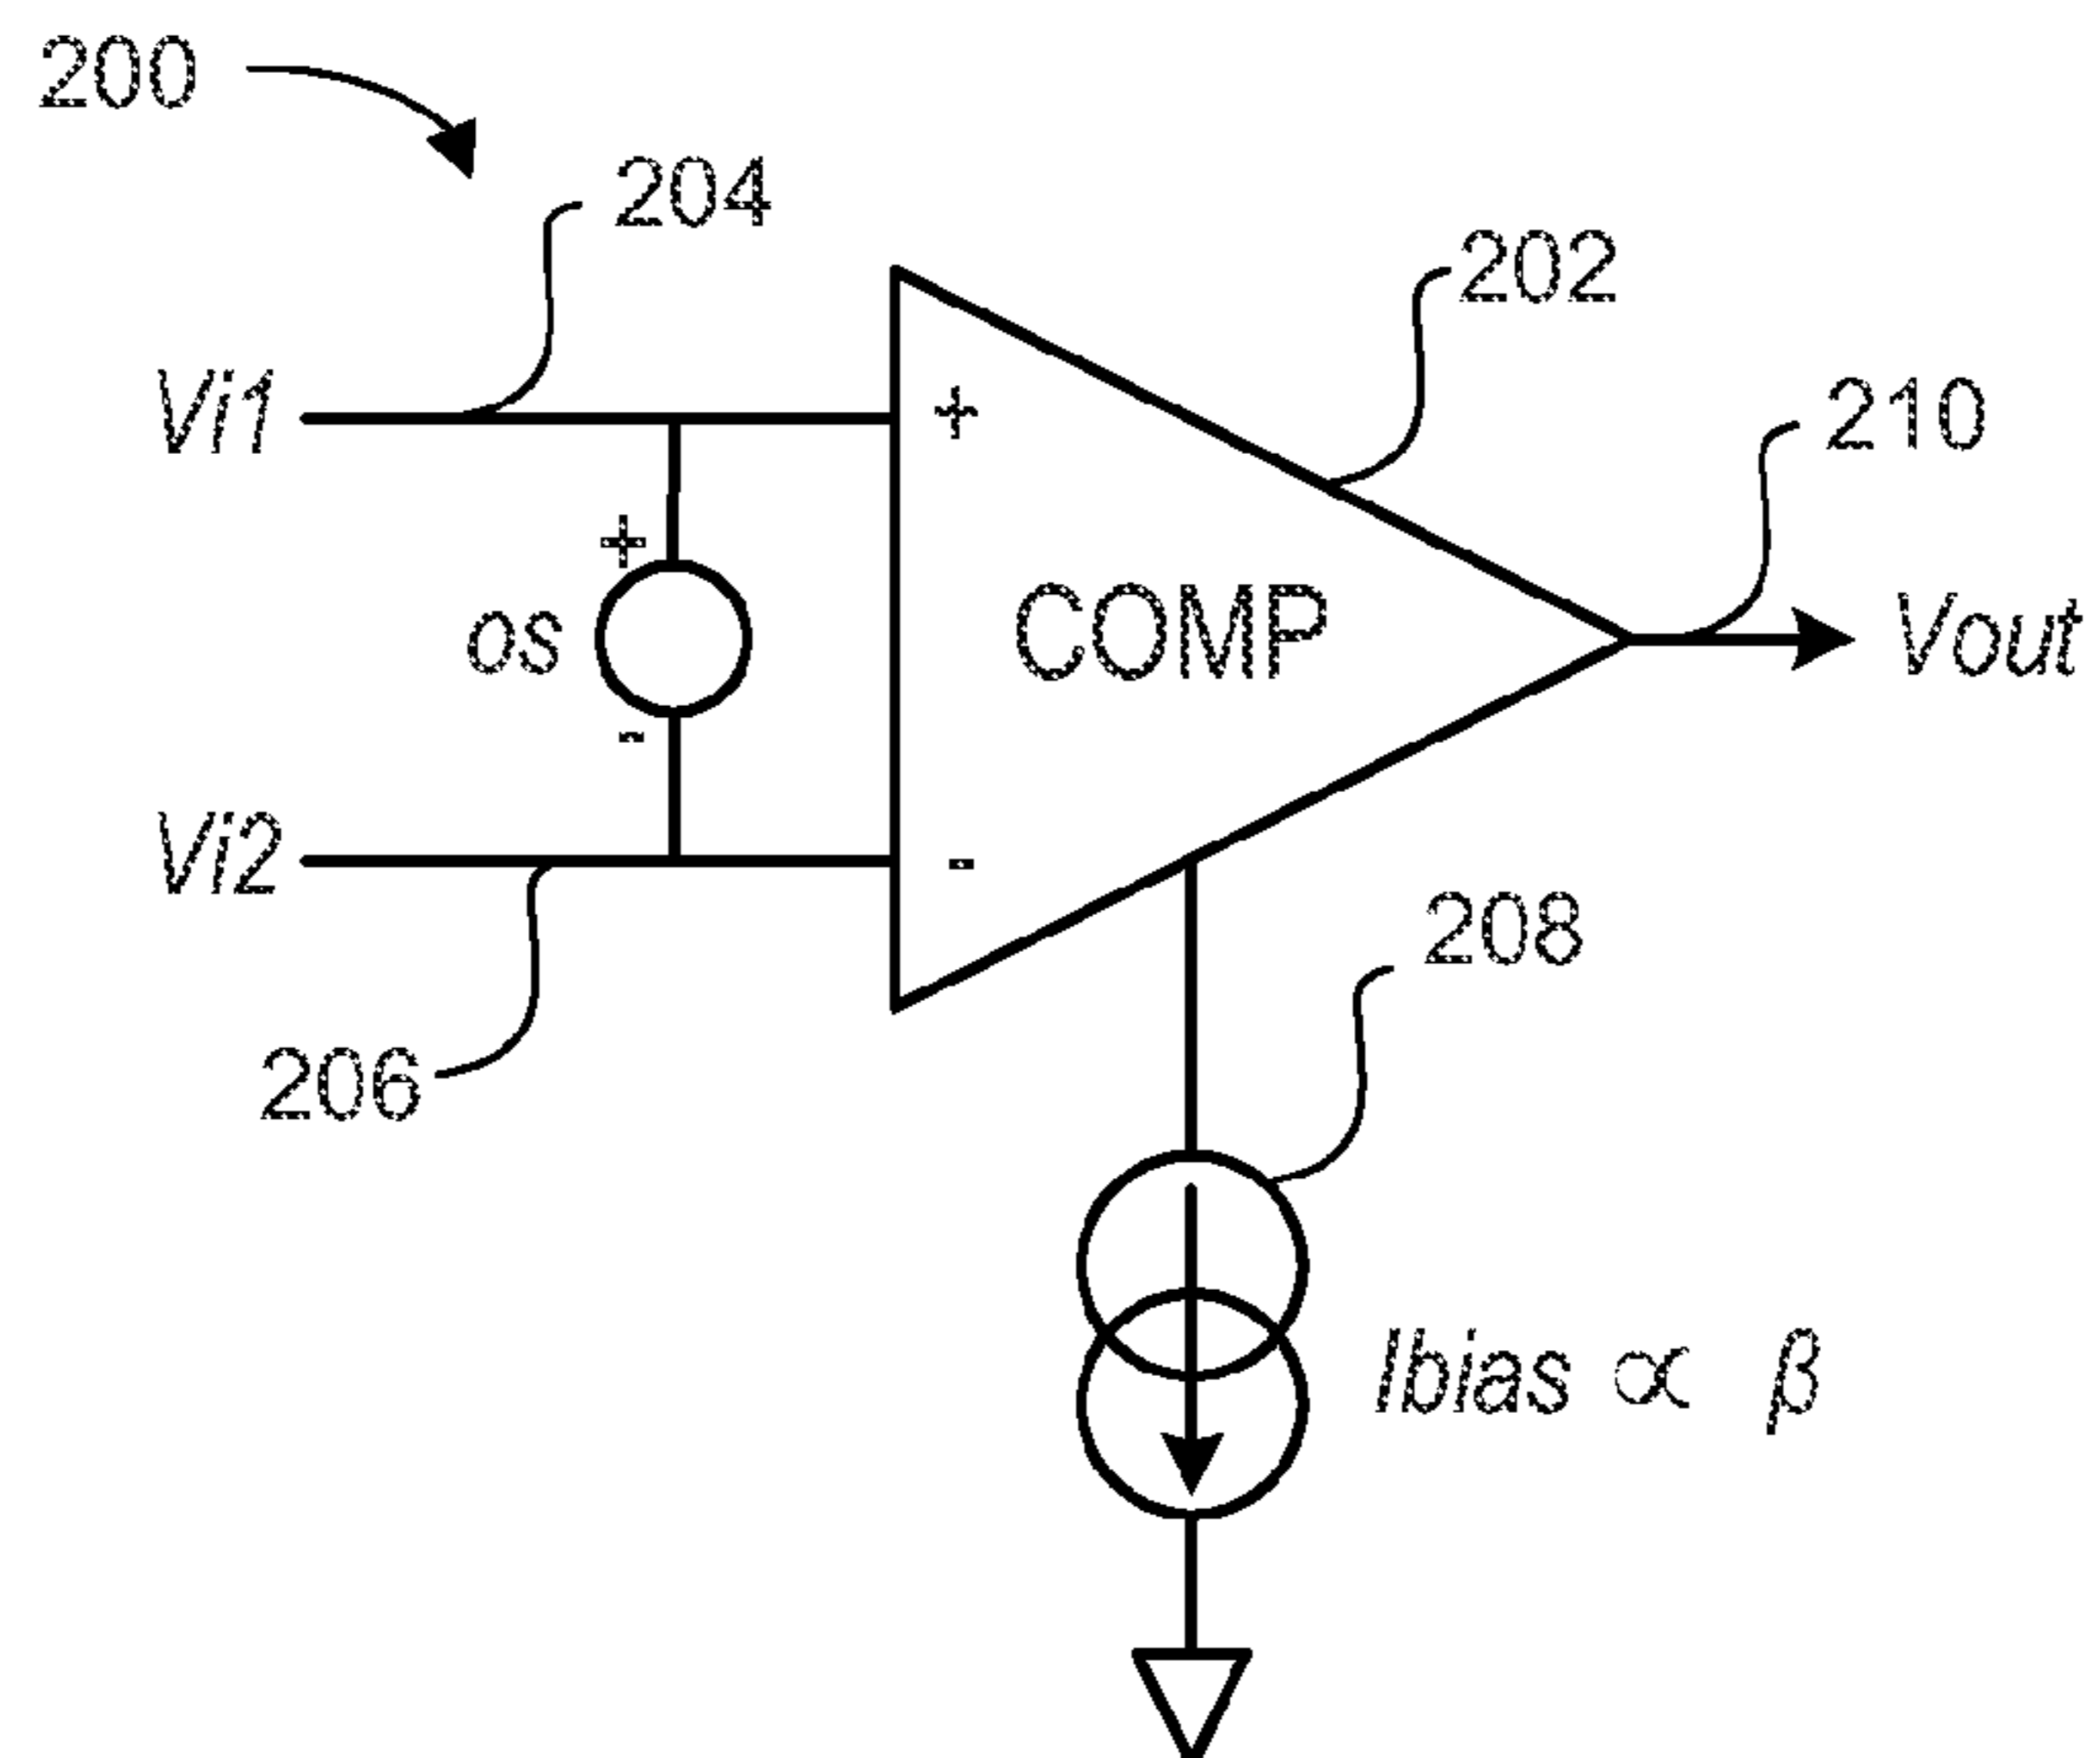 200
204
202
Vi1
+
210
+
os
COMP
Vout
-
Vi2
-
208
206
Ibias ∝ β